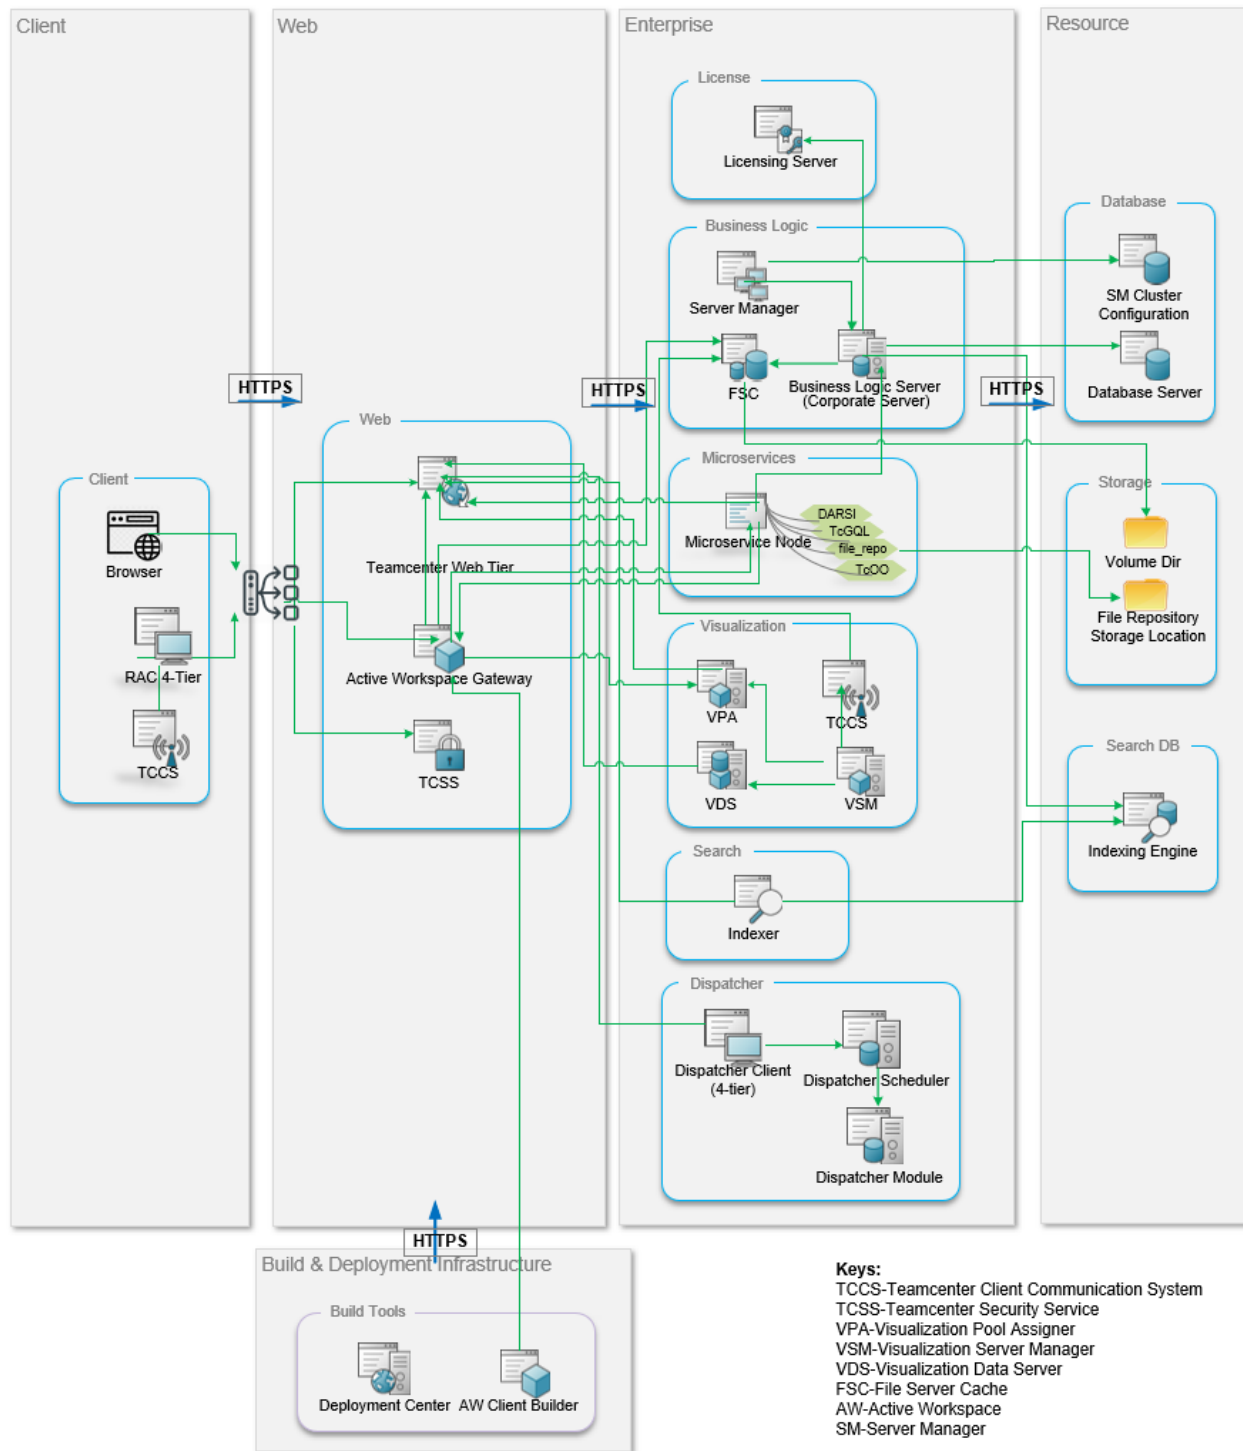 Client
Web
Enterprise
Resource
License
Licensing Server
Business Logic
Server Manager
FSC
Business Logic Server
(Corporate Server)
Database
SM Cluster
Configuration
Database Server
HTTPS
HTTPS
HTTPS
Web
Teamcenter Web Tier
Active Workspace Gateway
TCSS
Client
Browser
RAC 4-Tier
TCCS
Microservices
Microservice Node
DARSI
TcGQL
file_repo
TcOO
Storage
Volume Dir
File Repository
Storage Location
Visualization
VPA
TCCS
VDS
VSM
Search DB
Indexing Engine
Search
Indexer
Dispatcher
Dispatcher Client
(4-tier)
Dispatcher Scheduler
Dispatcher Module
HTTPS
Build & Deployment Infrastructure
Build Tools
Deployment Center
AW Client Builder
Keys:
TCCS-Teamcenter Client Communication System
TCSS-Teamcenter Security Service
VPA-Visualization Pool Assigner
VSM-Visualization Server Manager
VDS-Visualization Data Server
FSC-File Server Cache
AW-Active Workspace
SM-Server Manager